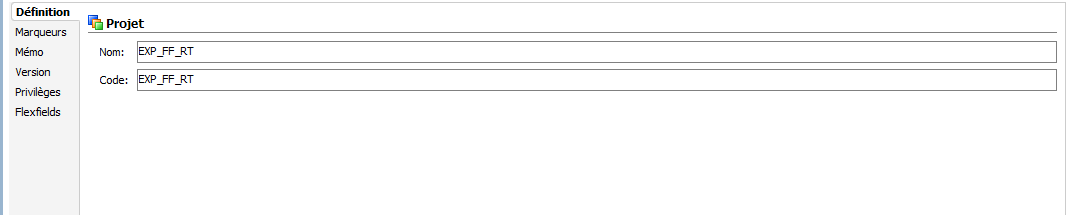 Définition
Marqueurs
Mémo
Version
Privilèges
Flexfields
Projet
Nom: EXP_FF_RT
Code: EXP_FF_RT